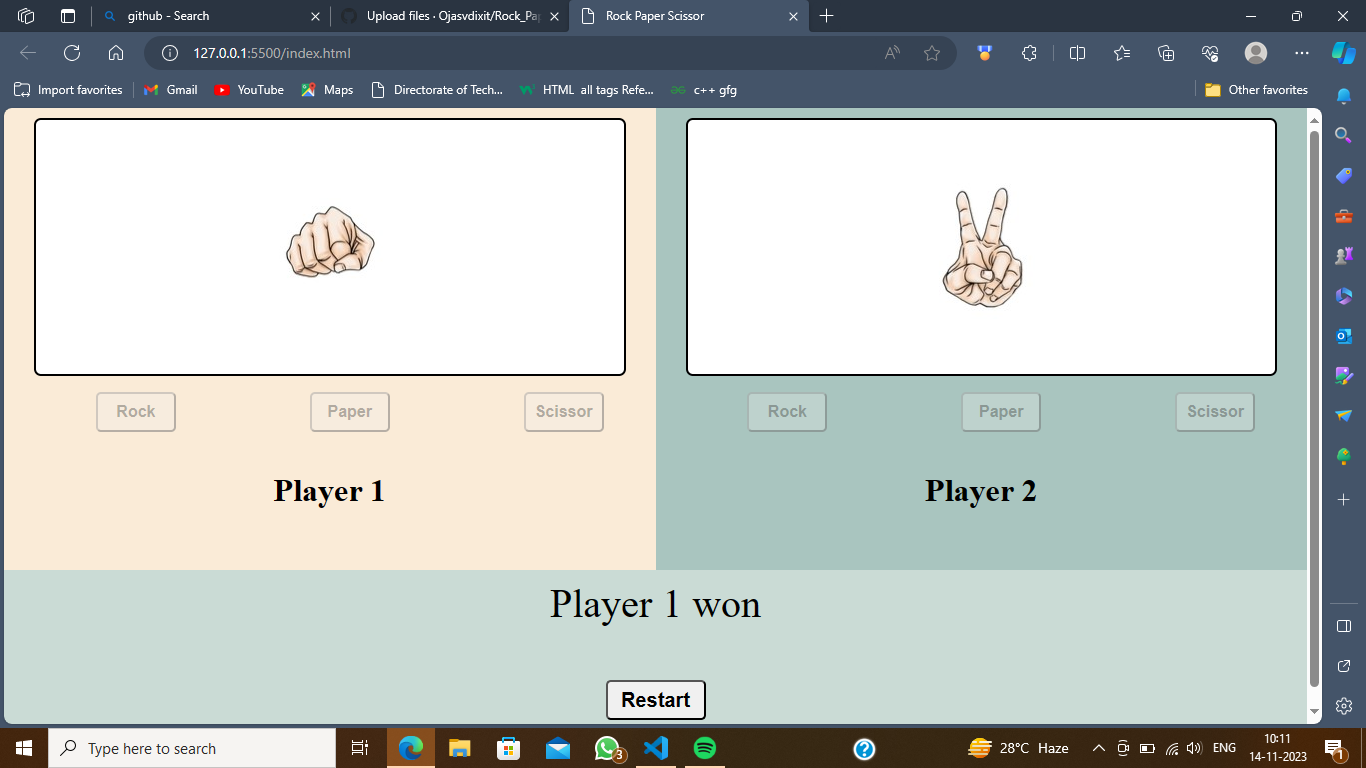 github - Search
Upload files · Ojasvdixit/Rock_Pa
Rock Paper Scissor
127.0.0.1:5500/index.html
Import favorites
Gmail
YouTube
Maps
Directorate of Tech...
HTML all tags Refe...
c++ gfg
Other favorites
Rock
Paper
Scissor
Rock
Paper
Scissor
Player 1
Player 2
Player 1 won
Restart
Type here to search
3
28°C Haze
ENG
10:11
14-11-2023
1